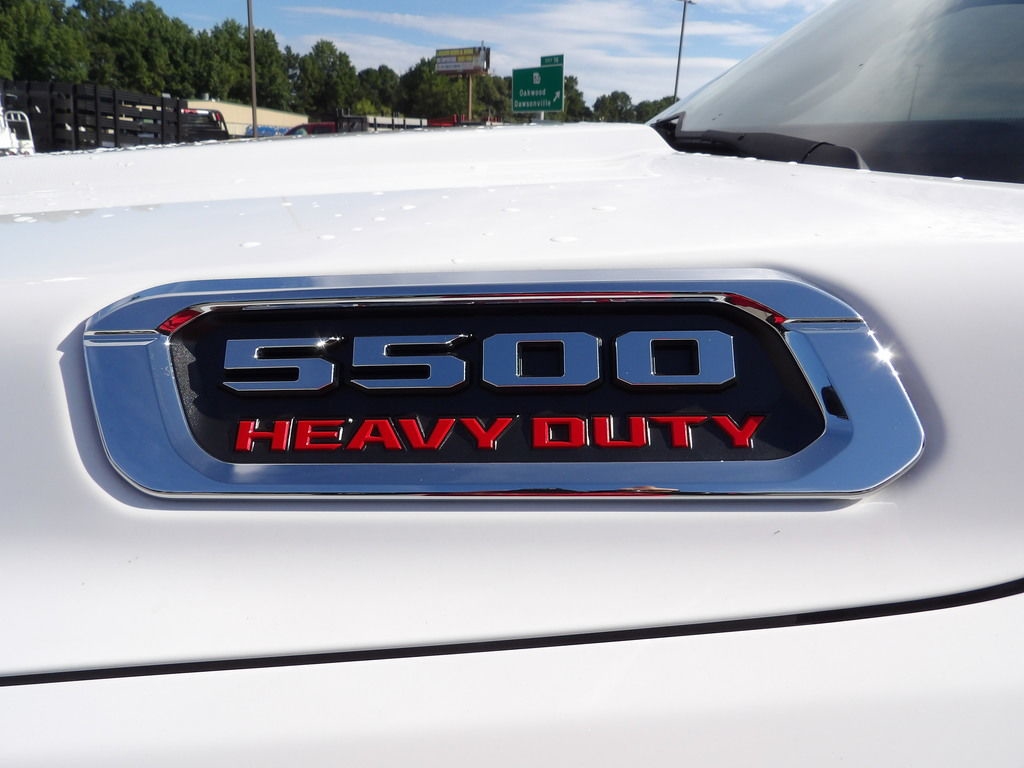 Oakwood
Dawsonville
5500
HEAVY DUTY